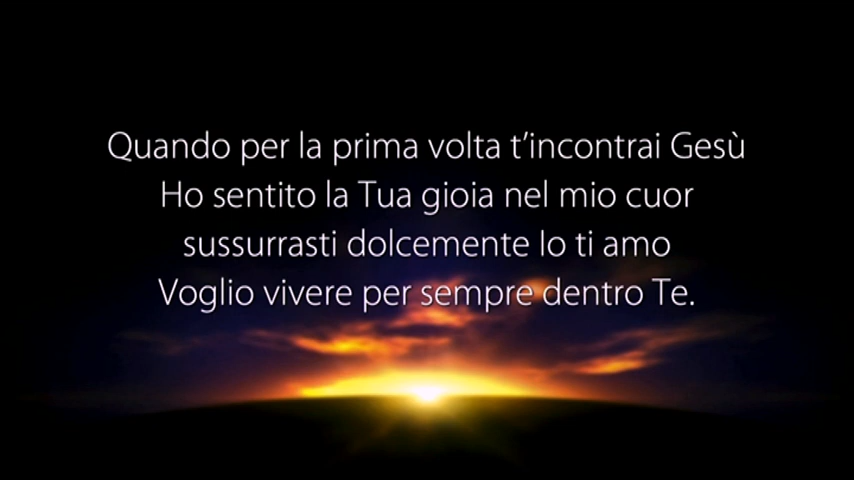 Quando per la prima volta t’incontrai Gesù
Ho sentito la Tua gioia nel mio cuor
sussurrasti dolcemente Io ti amo
Voglio vivere per sempre dentro Te.